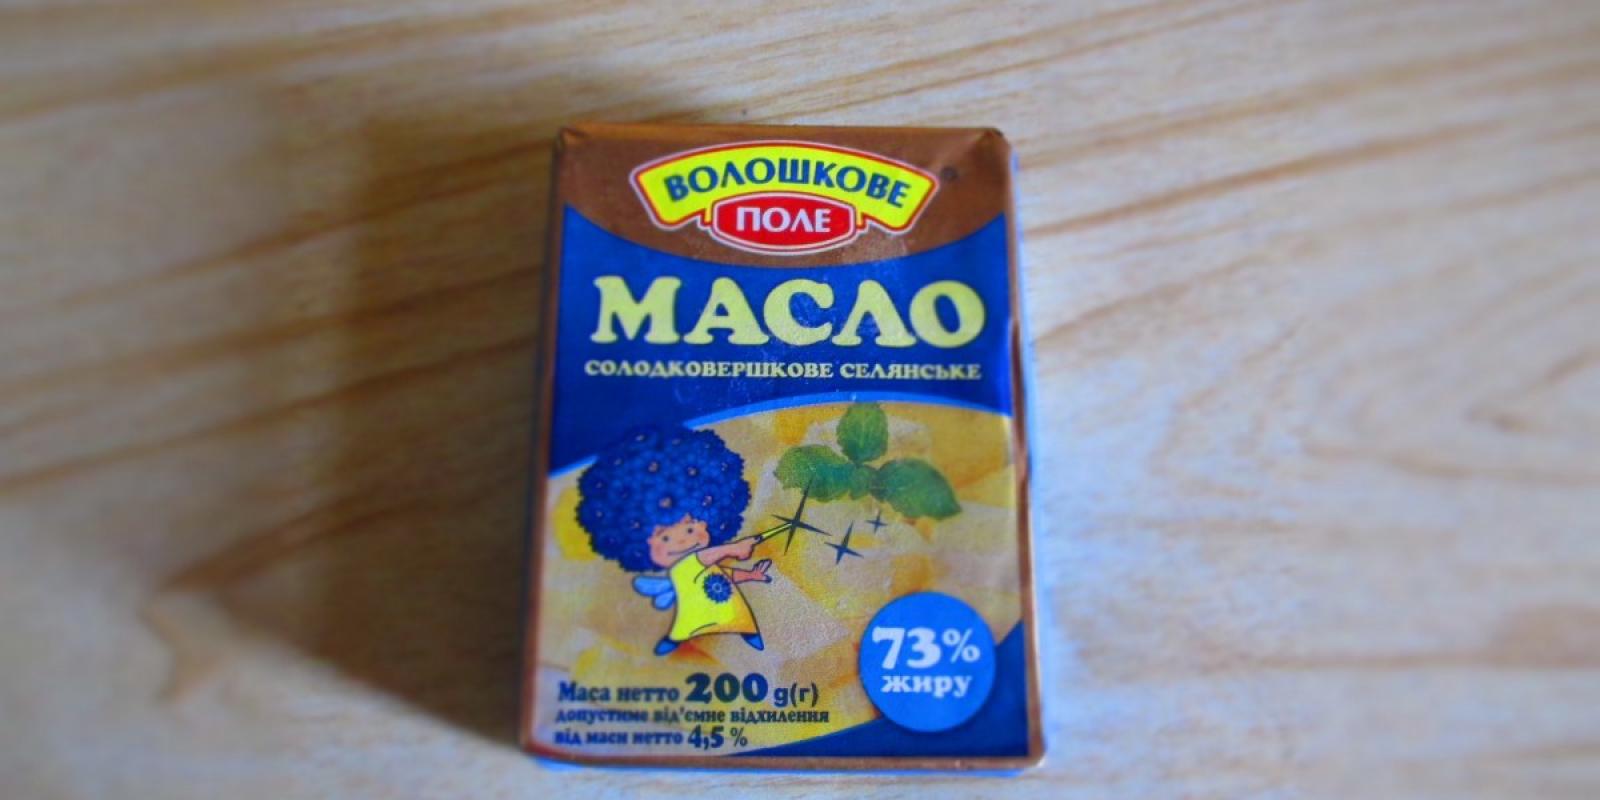 ВОЛОШКОВЕ
ПОЛЕ
МАСЛО
СОЛОДКОВЕРШКОВЕ СЕЛЯНСЬКЕ
73%
жиру
Маса нетто 200 g(г)
допустиме від'ємне відхилення
від маси нетто 4,5 %